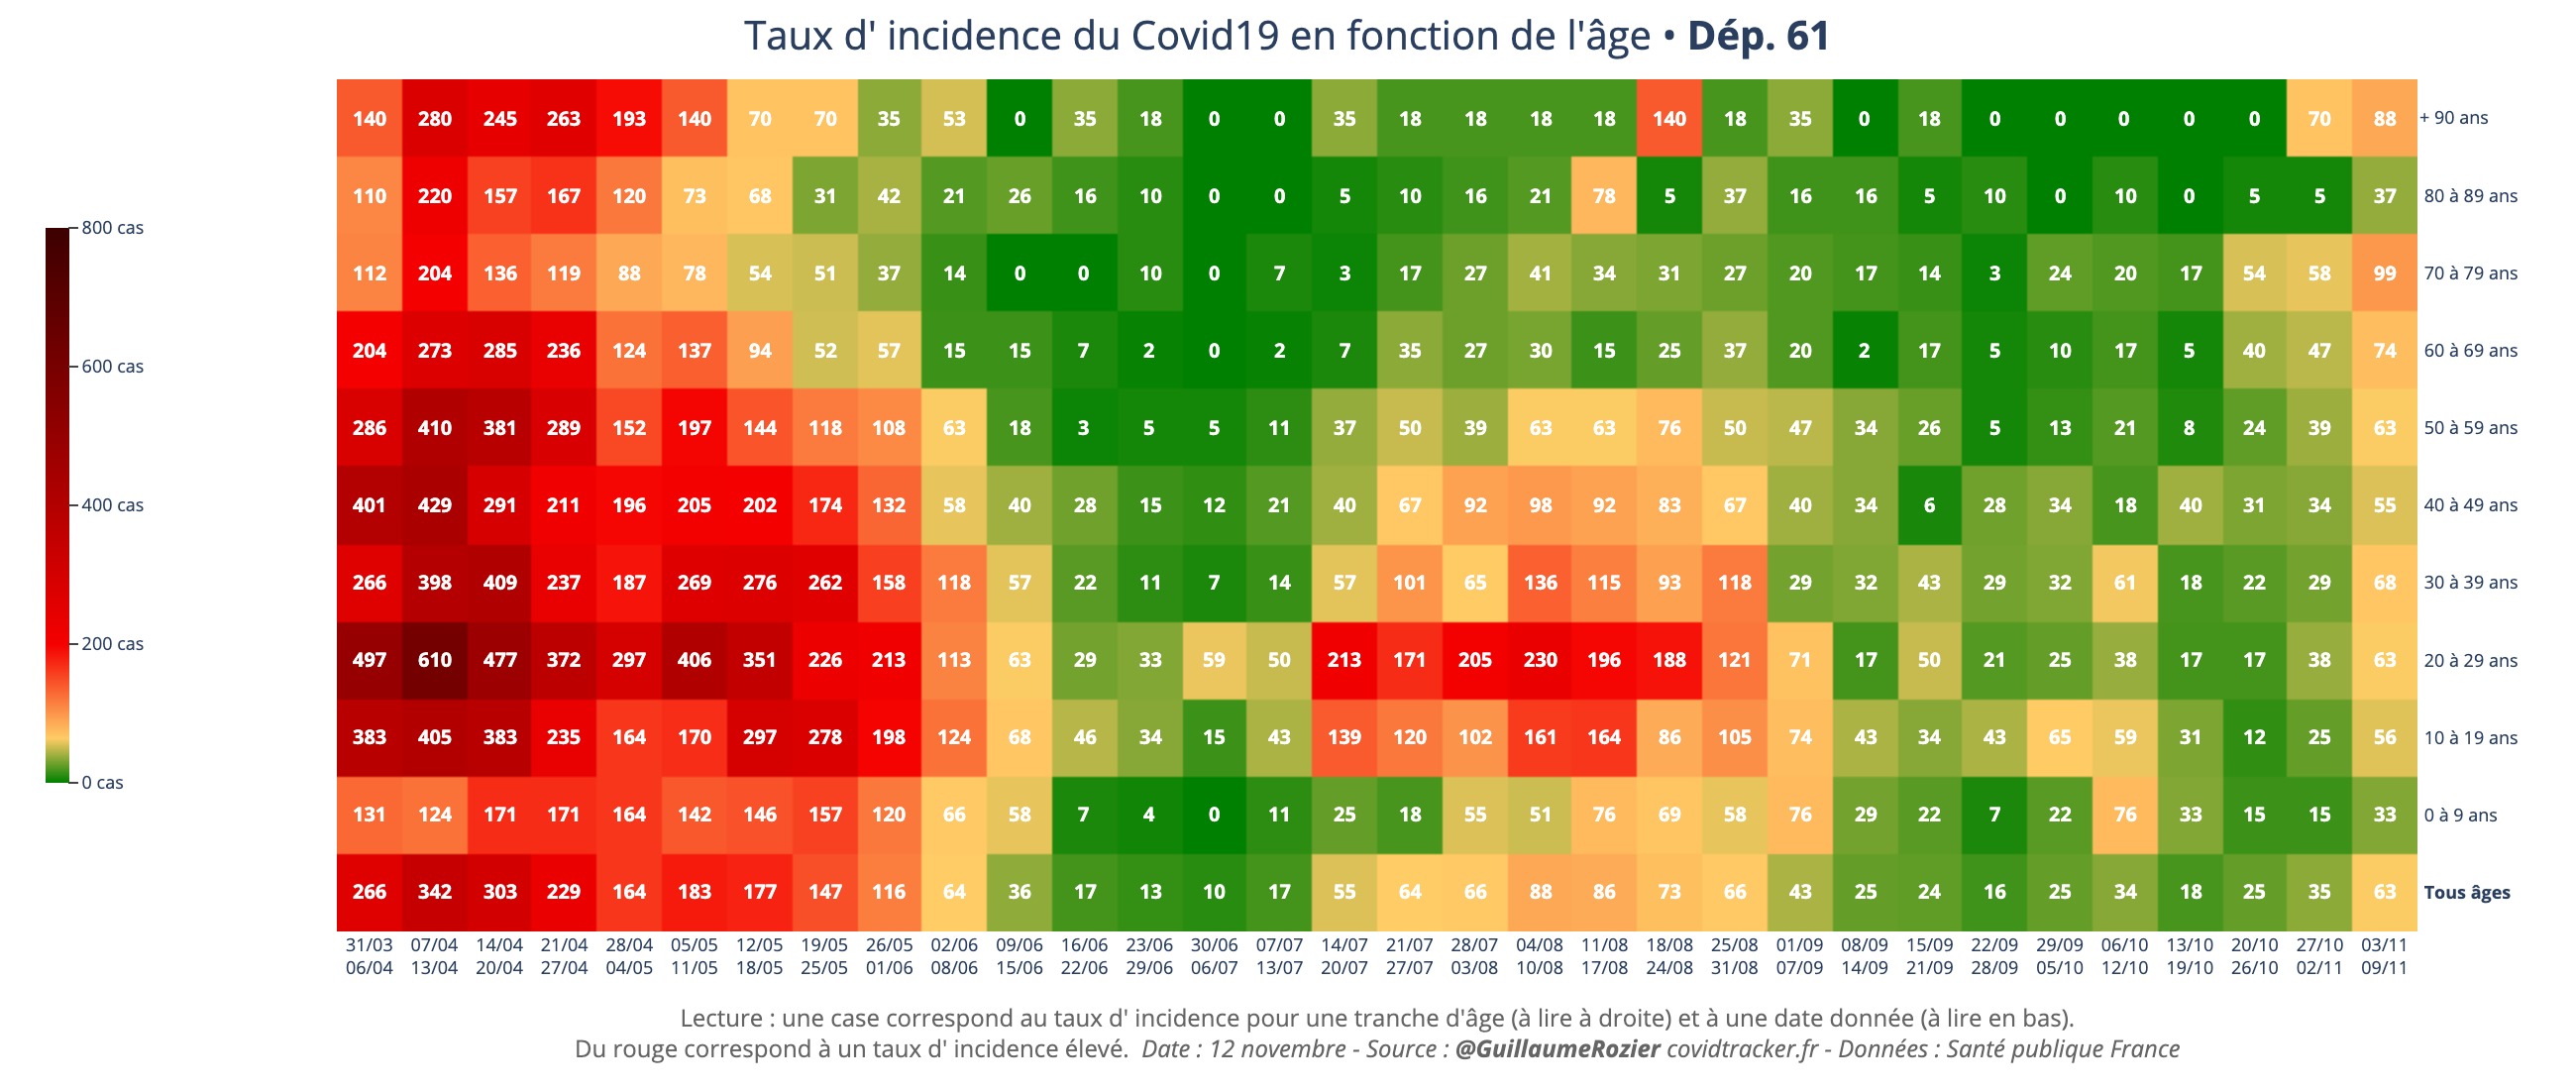 Taux d' incidence du Covid19 en fonction de l'âge • Dép. 61
800 cas
600 cas
400 cas
200 cas
0 cas
140 280 245 263 193 140 70 70 35 53 0 35 18 0 0 35 18 18 18 18 140 18 35 0 18 0 0 0 0 0 70 88 + 90 ans
110 220 157 167 120 73 68 31 42 21 26 16 10 0 0 5 10 16 21 78 5 37 16 16 5 10 0 10 0 5 5 37 80 à 89 ans
112 204 136 119 88 78 54 51 37 14 0 0 10 0 7 3 17 27 41 34 31 27 20 17 14 3 24 20 17 54 58 99 70 à 79 ans
204 273 285 236 124 137 94 52 57 15 15 7 2 0 2 7 35 27 30 15 25 37 20 2 17 5 10 17 5 40 47 74 60 à 69 ans
286 410 381 289 152 197 144 118 108 63 18 3 5 5 11 37 50 39 63 63 76 50 47 34 26 5 13 21 8 24 39 63 50 à 59 ans
401 429 291 211 196 205 202 174 132 58 40 28 15 12 21 40 67 92 98 92 83 67 40 34 6 28 34 18 40 31 34 55 40 à 49 ans
266 398 409 237 187 269 276 262 158 118 57 22 11 7 14 57 101 65 136 115 93 118 29 32 43 29 32 61 18 22 29 68 30 à 39 ans
497 610 477 372 297 406 351 226 213 113 63 29 33 59 50 213 171 205 230 196 188 121 71 17 50 21 25 38 17 17 38 63 20 à 29 ans
383 405 383 235 164 170 297 278 198 124 68 46 34 15 43 139 120 102 161 164 86 105 74 43 34 43 65 59 31 12 25 56 10 à 19 ans
131 124 171 171 164 142 146 157 120 66 58 7 4 0 11 25 18 55 51 76 69 58 76 29 22 7 22 76 33 15 15 33 0 à 9 ans
266 342 303 229 164 183 177 147 116 64 36 17 13 10 17 55 64 66 88 86 73 66 43 25 24 16 25 34 18 25 35 63 Tous âges
31/03 07/04 14/04 21/04 28/04 05/05 12/05 19/05 26/05 02/06 09/06 16/06 23/06 30/06 07/07 14/07 21/07 28/07 04/08 11/08 18/08 25/08 01/09 08/09 15/09 22/09 29/09 06/10 13/10 20/10 27/10 03/11
06/04 13/04 20/04 27/04 04/05 11/05 18/05 25/05 01/06 08/06 15/06 22/06 29/06 06/07 13/07 20/07 27/07 03/08 10/08 17/08 24/08 31/08 07/09 14/09 21/09 28/09 05/10 12/10 19/10 26/10 02/11 09/11
Lecture : une case correspond au taux d' incidence pour une tranche d'âge (à lire à droite) et à une date donnée (à lire en bas).
Du rouge correspond à un taux d' incidence élevé. Date : 12 novembre - Source : @GuillaumeRozier covidtracker.fr - Données : Santé publique France